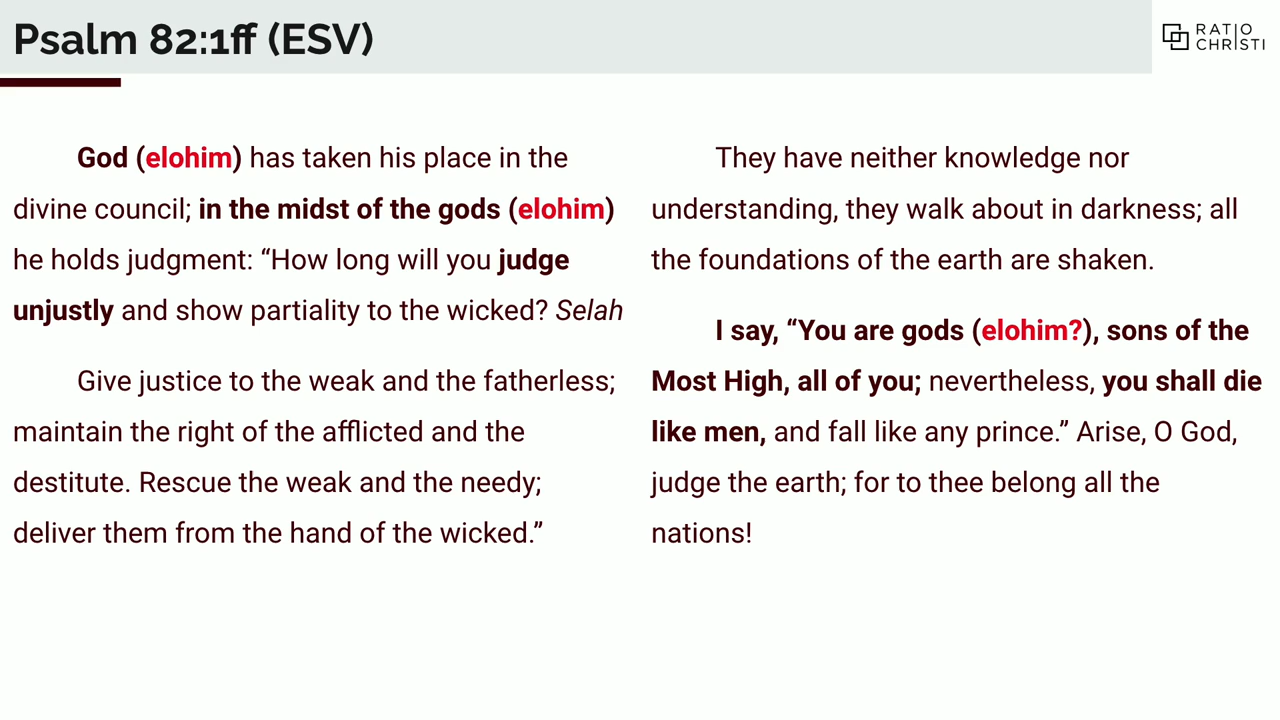 Psalm 82:1ff (ESV)
RATIO
CHRISTI
God (elohim) has taken his place in the
divine council; in the midst of the gods (elohim)
he holds judgment: “How long will you judge
unjustly and show partiality to the wicked? Selah
Give justice to the weak and the fatherless;
maintain the right of the afflicted and the
destitute. Rescue the weak and the needy;
deliver them from the hand of the wicked.”
They have neither knowledge nor
understanding, they walk about in darkness; all
the foundations of the earth are shaken.
I say, “You are gods (elohim?), sons of the
Most High, all of you; nevertheless, you shall die
like men, and fall like any prince.” Arise, O God,
judge the earth; for to thee belong all the
nations!